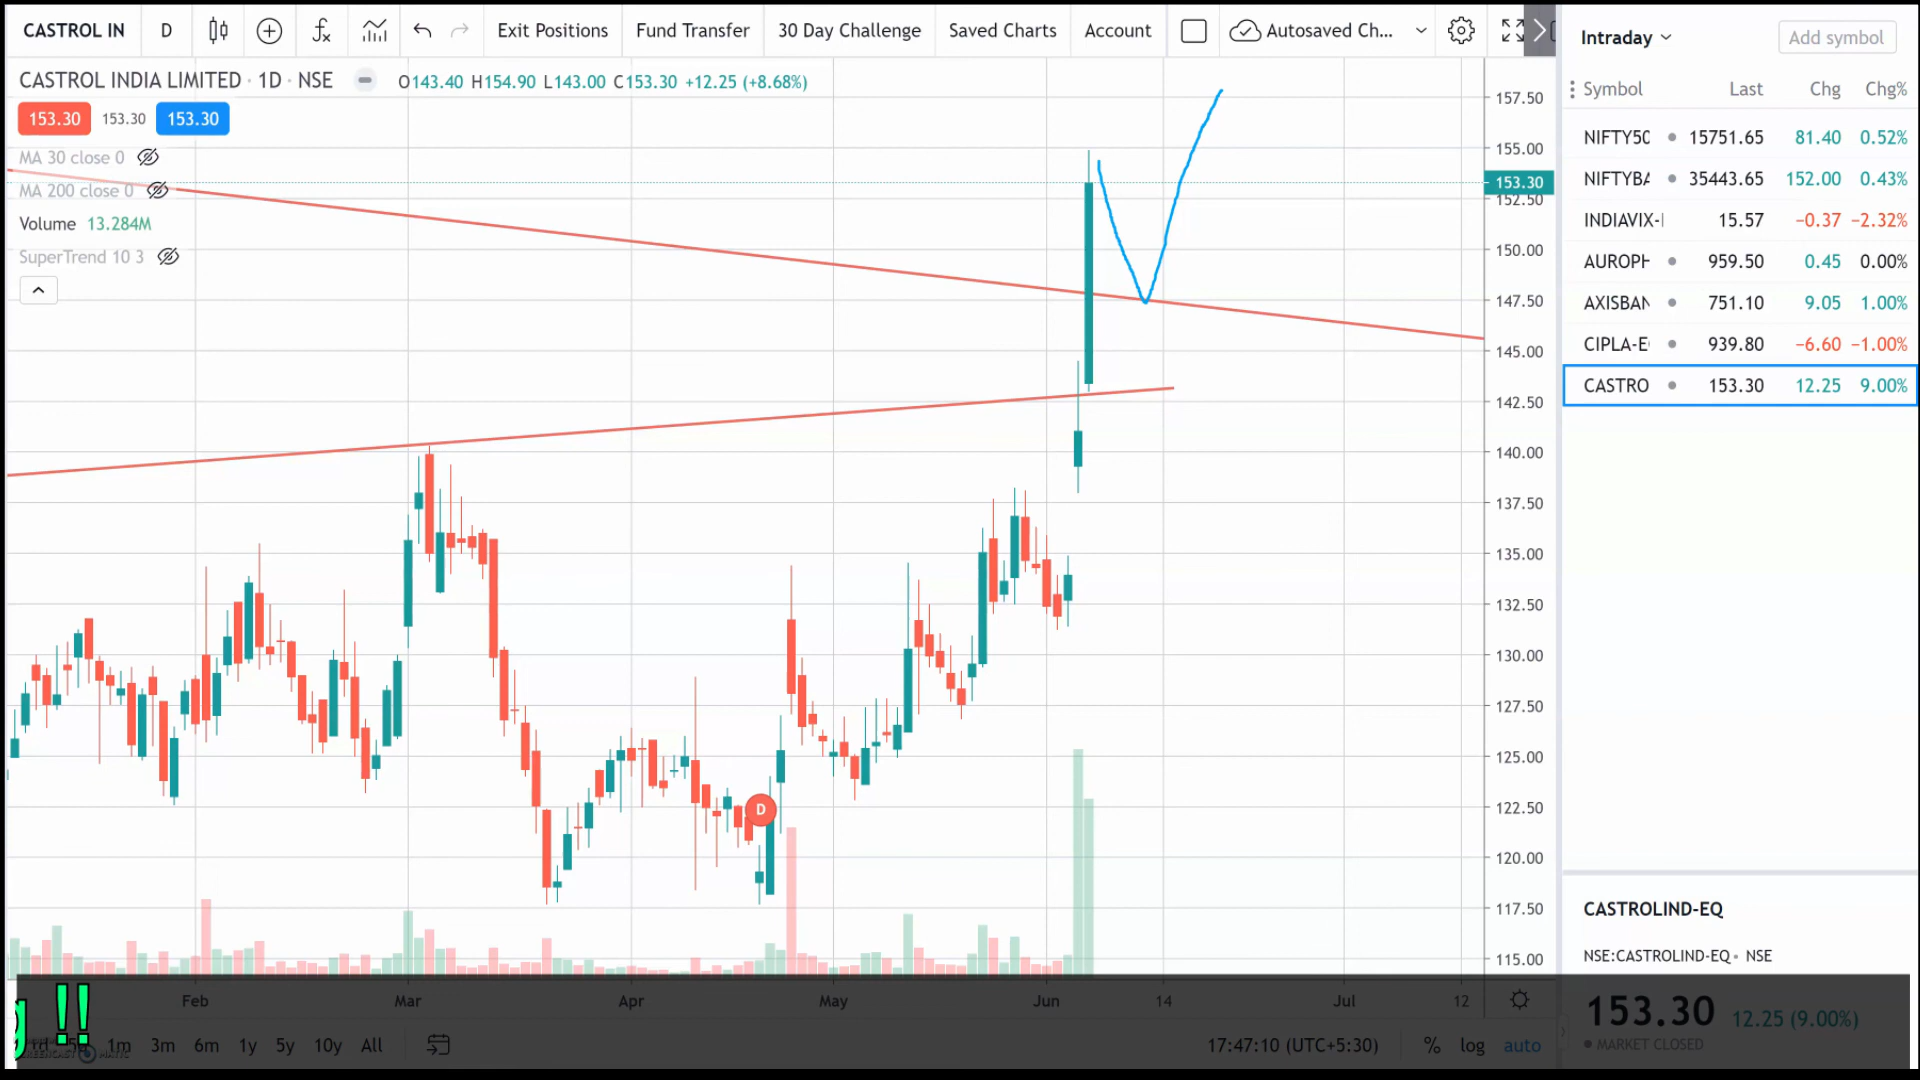 CASTROL IN D Exit Positions Fund Transfer 30 Day Challenge Saved Charts Account Autosaved Ch...
CASTROL INDIA LIMITED · 1D · NSE O143.40 H154.90 L143.00 C153.30 +12.25 (+8.68%)
153.30 153.30 153.30
MA 30 close 0
MA 200 close 0
Volume 13.284M
SuperTrend 10 3
157.50
155.00
153.30
152.50
150.00
147.50
145.00
142.50
140.00
137.50
135.00
132.50
130.00
127.50
125.00
122.50
120.00
117.50
115.00
D
Feb Mar Apr May Jun 14 Jul 12
!!
1m 3m 6m 1y 5y 10y All 17:47:10 (UTC+5:30) % log auto
Intraday Add symbol
Symbol Last Chg Chg%
NIFTY50 15751.65 81.40 0.52%
NIFTYBA 35443.65 152.00 0.43%
INDIAVIX-I 15.57 −0.37 −2.32%
AUROPH 959.50 0.45 0.00%
AXISBAN 751.10 9.05 1.00%
CIPLA-E 939.80 −6.60 −1.00%
CASTRO 153.30 12.25 9.00%
CASTROLIND-EQ
NSE:CASTROLIND-EQ • NSE
153.30 12.25 (9.00%)
MARKET CLOSED